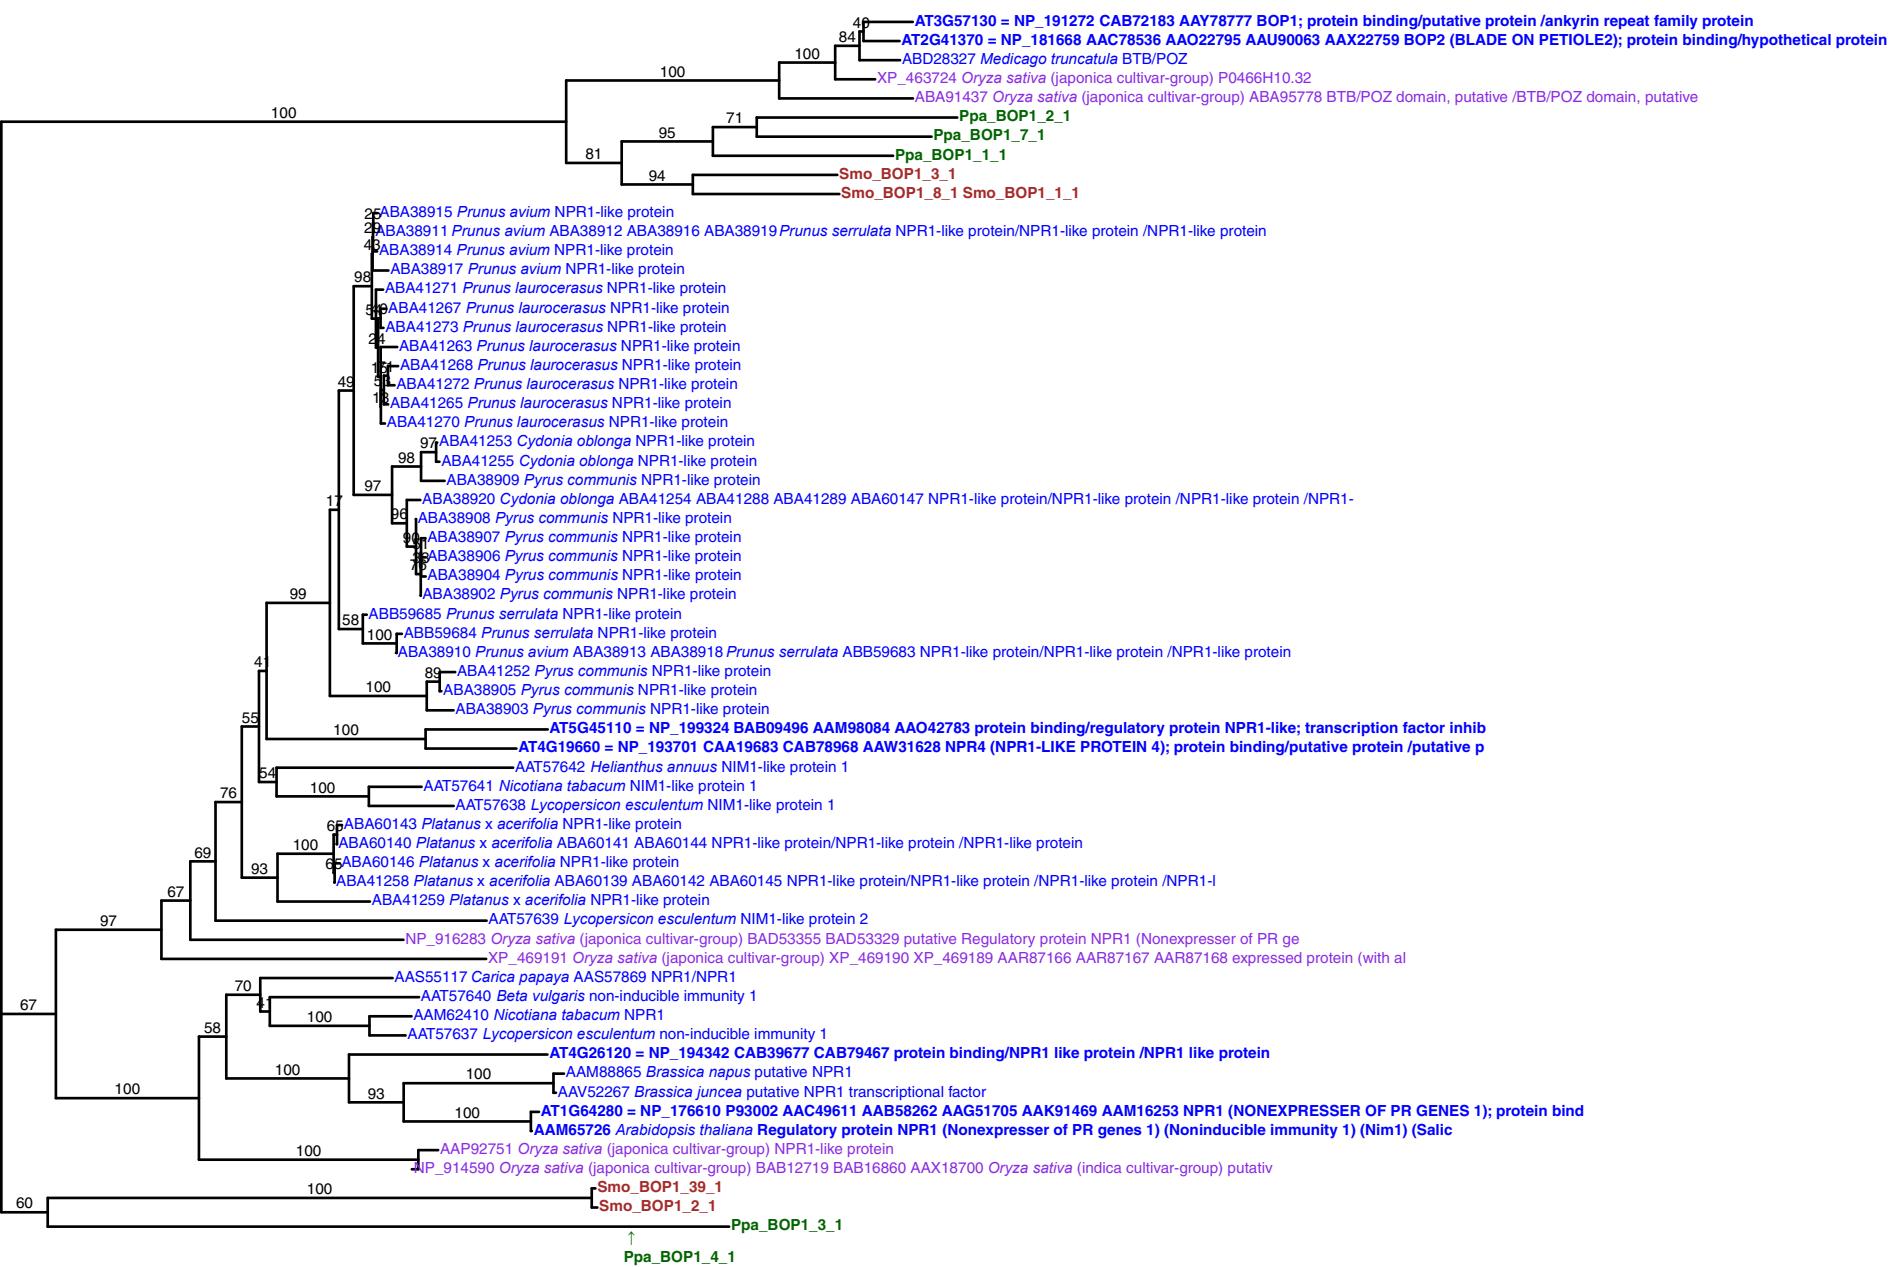 40
AT3G57130 = NP_191272 CAB72183 AAY78777 BOP1; protein binding/putative protein /ankyrin repeat family protein
84
AT2G41370 = NP_181668 AAC78536 AAO22795 AAU90063 AAX22759 BOP2 (BLADE ON PETIOLE2); protein binding/hypothetical protein
100
ABD28327 Medicago truncatula BTB/POZ
100
XP_463724 Oryza sativa (japonica cultivar-group) P0466H10.32
ABA91437 Oryza sativa (japonica cultivar-group) ABA95778 BTB/POZ domain, putative /BTB/POZ domain, putative
100
71
Ppa_BOP1_2_1
95
Ppa_BOP1_7_1
81
Ppa_BOP1_1_1
94
Smo_BOP1_3_1
Smo_BOP1_8_1 Smo_BOP1_1_1
ABA38915 Prunus avium NPR1-like protein
ABA38911 Prunus avium ABA38912 ABA38916 ABA38919 Prunus serrulata NPR1-like protein/NPR1-like protein /NPR1-like protein
43
ABA38914 Prunus avium NPR1-like protein
98
ABA38917 Prunus avium NPR1-like protein
ABA41271 Prunus laurocerasus NPR1-like protein
ABA41267 Prunus laurocerasus NPR1-like protein
ABA41273 Prunus laurocerasus NPR1-like protein
24
ABA41263 Prunus laurocerasus NPR1-like protein
ABA41268 Prunus laurocerasus NPR1-like protein
49
ABA41272 Prunus laurocerasus NPR1-like protein
ABA41265 Prunus laurocerasus NPR1-like protein
ABA41270 Prunus laurocerasus NPR1-like protein
97
ABA41253 Cydonia oblonga NPR1-like protein
98
ABA41255 Cydonia oblonga NPR1-like protein
97
ABA38909 Pyrus communis NPR1-like protein
17
ABA38920 Cydonia oblonga ABA41254 ABA41288 ABA41289 ABA60147 NPR1-like protein/NPR1-like protein /NPR1-like protein /NPR1-
96
ABA38908 Pyrus communis NPR1-like protein
ABA38907 Pyrus communis NPR1-like protein
ABA38906 Pyrus communis NPR1-like protein
ABA38904 Pyrus communis NPR1-like protein
99
ABA38902 Pyrus communis NPR1-like protein
58
ABB59685 Prunus serrulata NPR1-like protein
100
ABB59684 Prunus serrulata NPR1-like protein
ABA38910 Prunus avium ABA38913 ABA38918 Prunus serrulata ABB59683 NPR1-like protein/NPR1-like protein /NPR1-like protein
41
89
ABA41252 Pyrus communis NPR1-like protein
100
ABA38905 Pyrus communis NPR1-like protein
ABA38903 Pyrus communis NPR1-like protein
55
100
AT5G45110 = NP_199324 BAB09496 AAM98084 AAO42783 protein binding/regulatory protein NPR1-like; transcription factor inhib
AT4G19660 = NP_193701 CAA19683 CAB78968 AAW31628 NPR4 (NPR1-LIKE PROTEIN 4); protein binding/putative protein /putative p
54
AAT57642 Helianthus annuus NIM1-like protein 1
76
100
AAT57641 Nicotiana tabacum NIM1-like protein 1
AAT57638 Lycopersicon esculentum NIM1-like protein 1
65
ABA60143 Platanus x acerifolia NPR1-like protein
100
ABA60140 Platanus x acerifolia ABA60141 ABA60144 NPR1-like protein/NPR1-like protein /NPR1-like protein
69
93
ABA60146 Platanus x acerifolia NPR1-like protein
ABA41258 Platanus x acerifolia ABA60139 ABA60142 ABA60145 NPR1-like protein/NPR1-like protein /NPR1-like protein /NPR1-l
67
ABA41259 Platanus x acerifolia NPR1-like protein
97
AAT57639 Lycopersicon esculentum NIM1-like protein 2
NP_916283 Oryza sativa (japonica cultivar-group) BAD53355 BAD53329 putative Regulatory protein NPR1 (Nonexpresser of PR ge
XP_469191 Oryza sativa (japonica cultivar-group) XP_469190 XP_469189 AAR87166 AAR87167 AAR87168 expressed protein (with al
70
AAS55117 Carica papaya AAS57869 NPR1/NPR1
67
AAT57640 Beta vulgaris non-inducible immunity 1
100
AAM62410 Nicotiana tabacum NPR1
58
AAT57637 Lycopersicon esculentum non-inducible immunity 1
AT4G26120 = NP_194342 CAB39677 CAB79467 protein binding/NPR1 like protein /NPR1 like protein
100
100
AAM88865 Brassica napus putative NPR1
100
93
AAV52267 Brassica juncea putative NPR1 transcriptional factor
100
AT1G64280 = NP_176610 P93002 AAC49611 AAB58262 AAG51705 AAK91469 AAM16253 NPR1 (NONEXPRESSER OF PR GENES 1); protein bind
AAM65726 Arabidopsis thaliana Regulatory protein NPR1 (Nonexpresser of PR genes 1) (Noninducible immunity 1) (Nim1) (Salic
100
AAP92751 Oryza sativa (japonica cultivar-group) NPR1-like protein
NP_914590 Oryza sativa (japonica cultivar-group) BAB12719 BAB16860 AAX18700 Oryza sativa (indica cultivar-group) putativ
100
Smo_BOP1_39_1
60
Smo_BOP1_2_1
Ppa_BOP1_3_1
↑
Ppa_BOP1_4_1